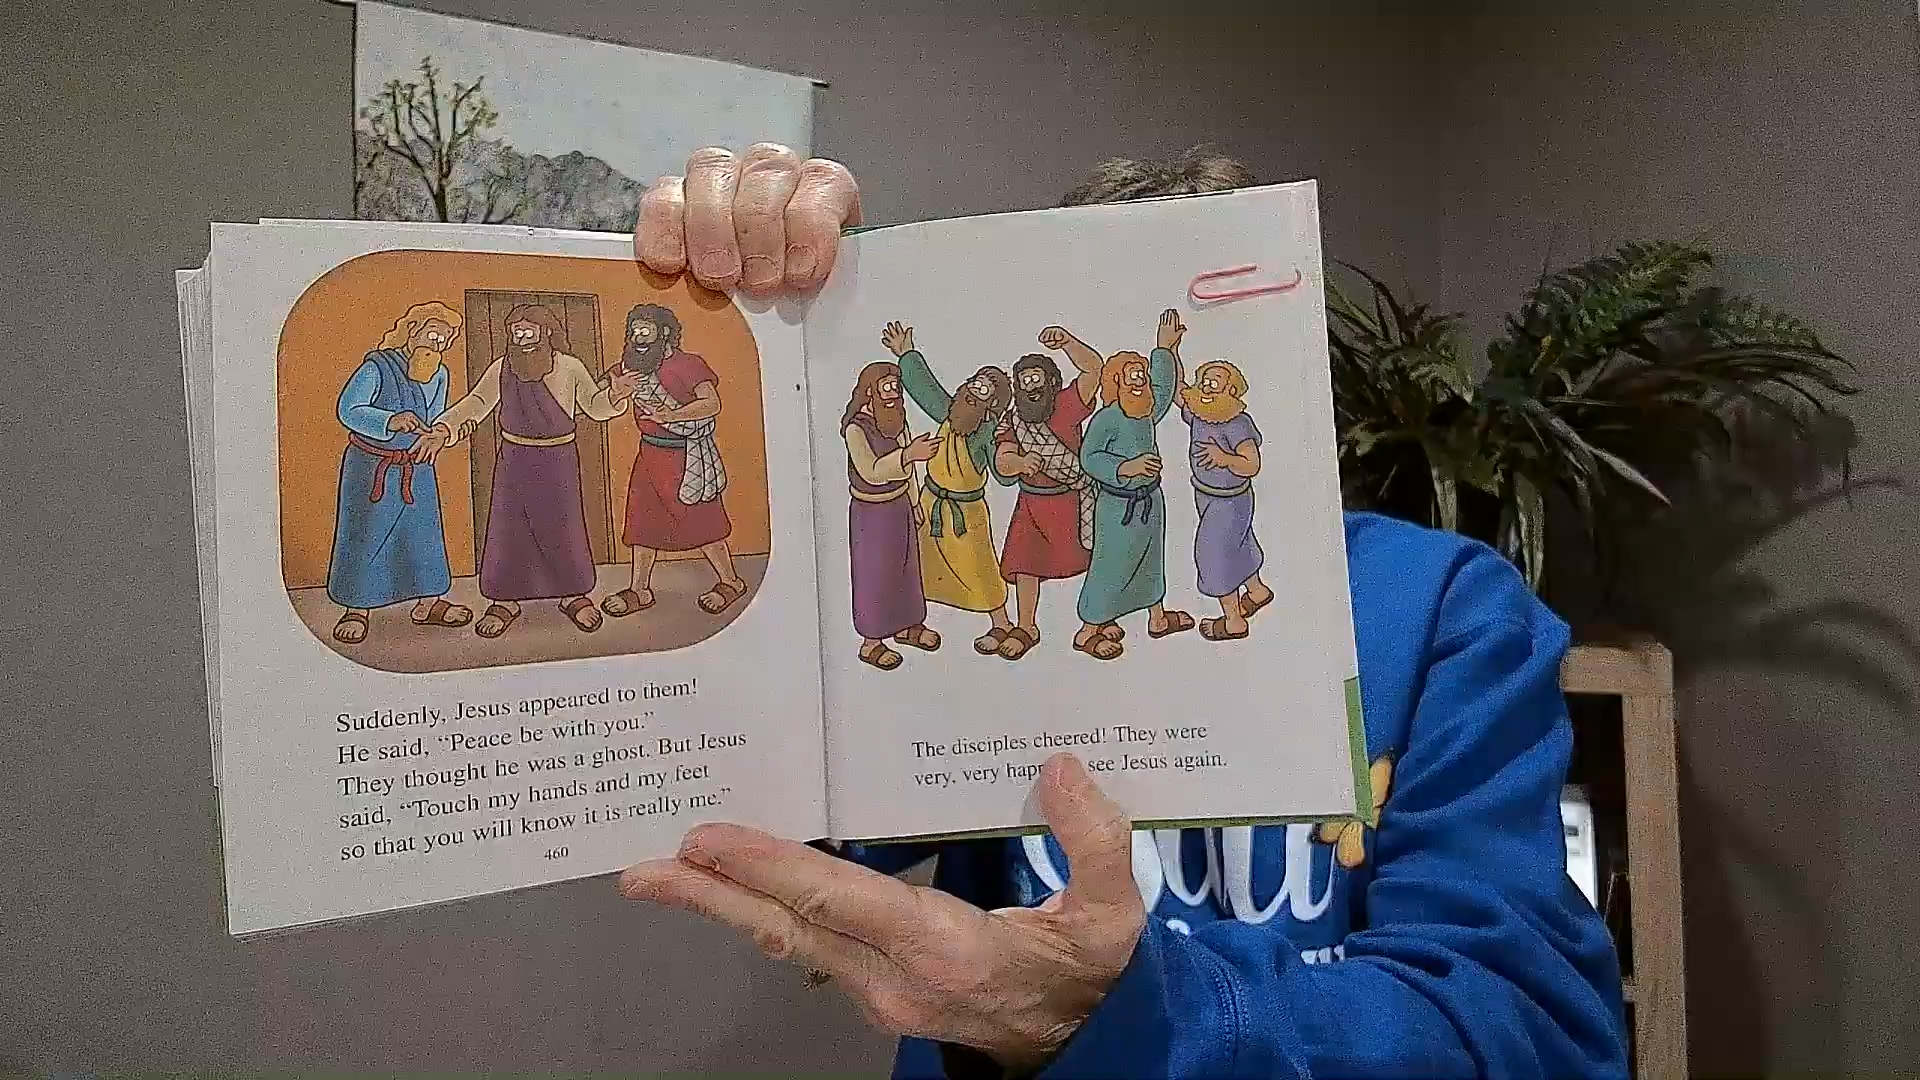 Suddenly, Jesus appeared to them!
He said, “Peace be with you.”
They thought he was a ghost. But Jesus
said, “Touch my hands and my feet
so that you will know it is really me.”
460
The disciples cheered! They were
very, very see Jesus again.